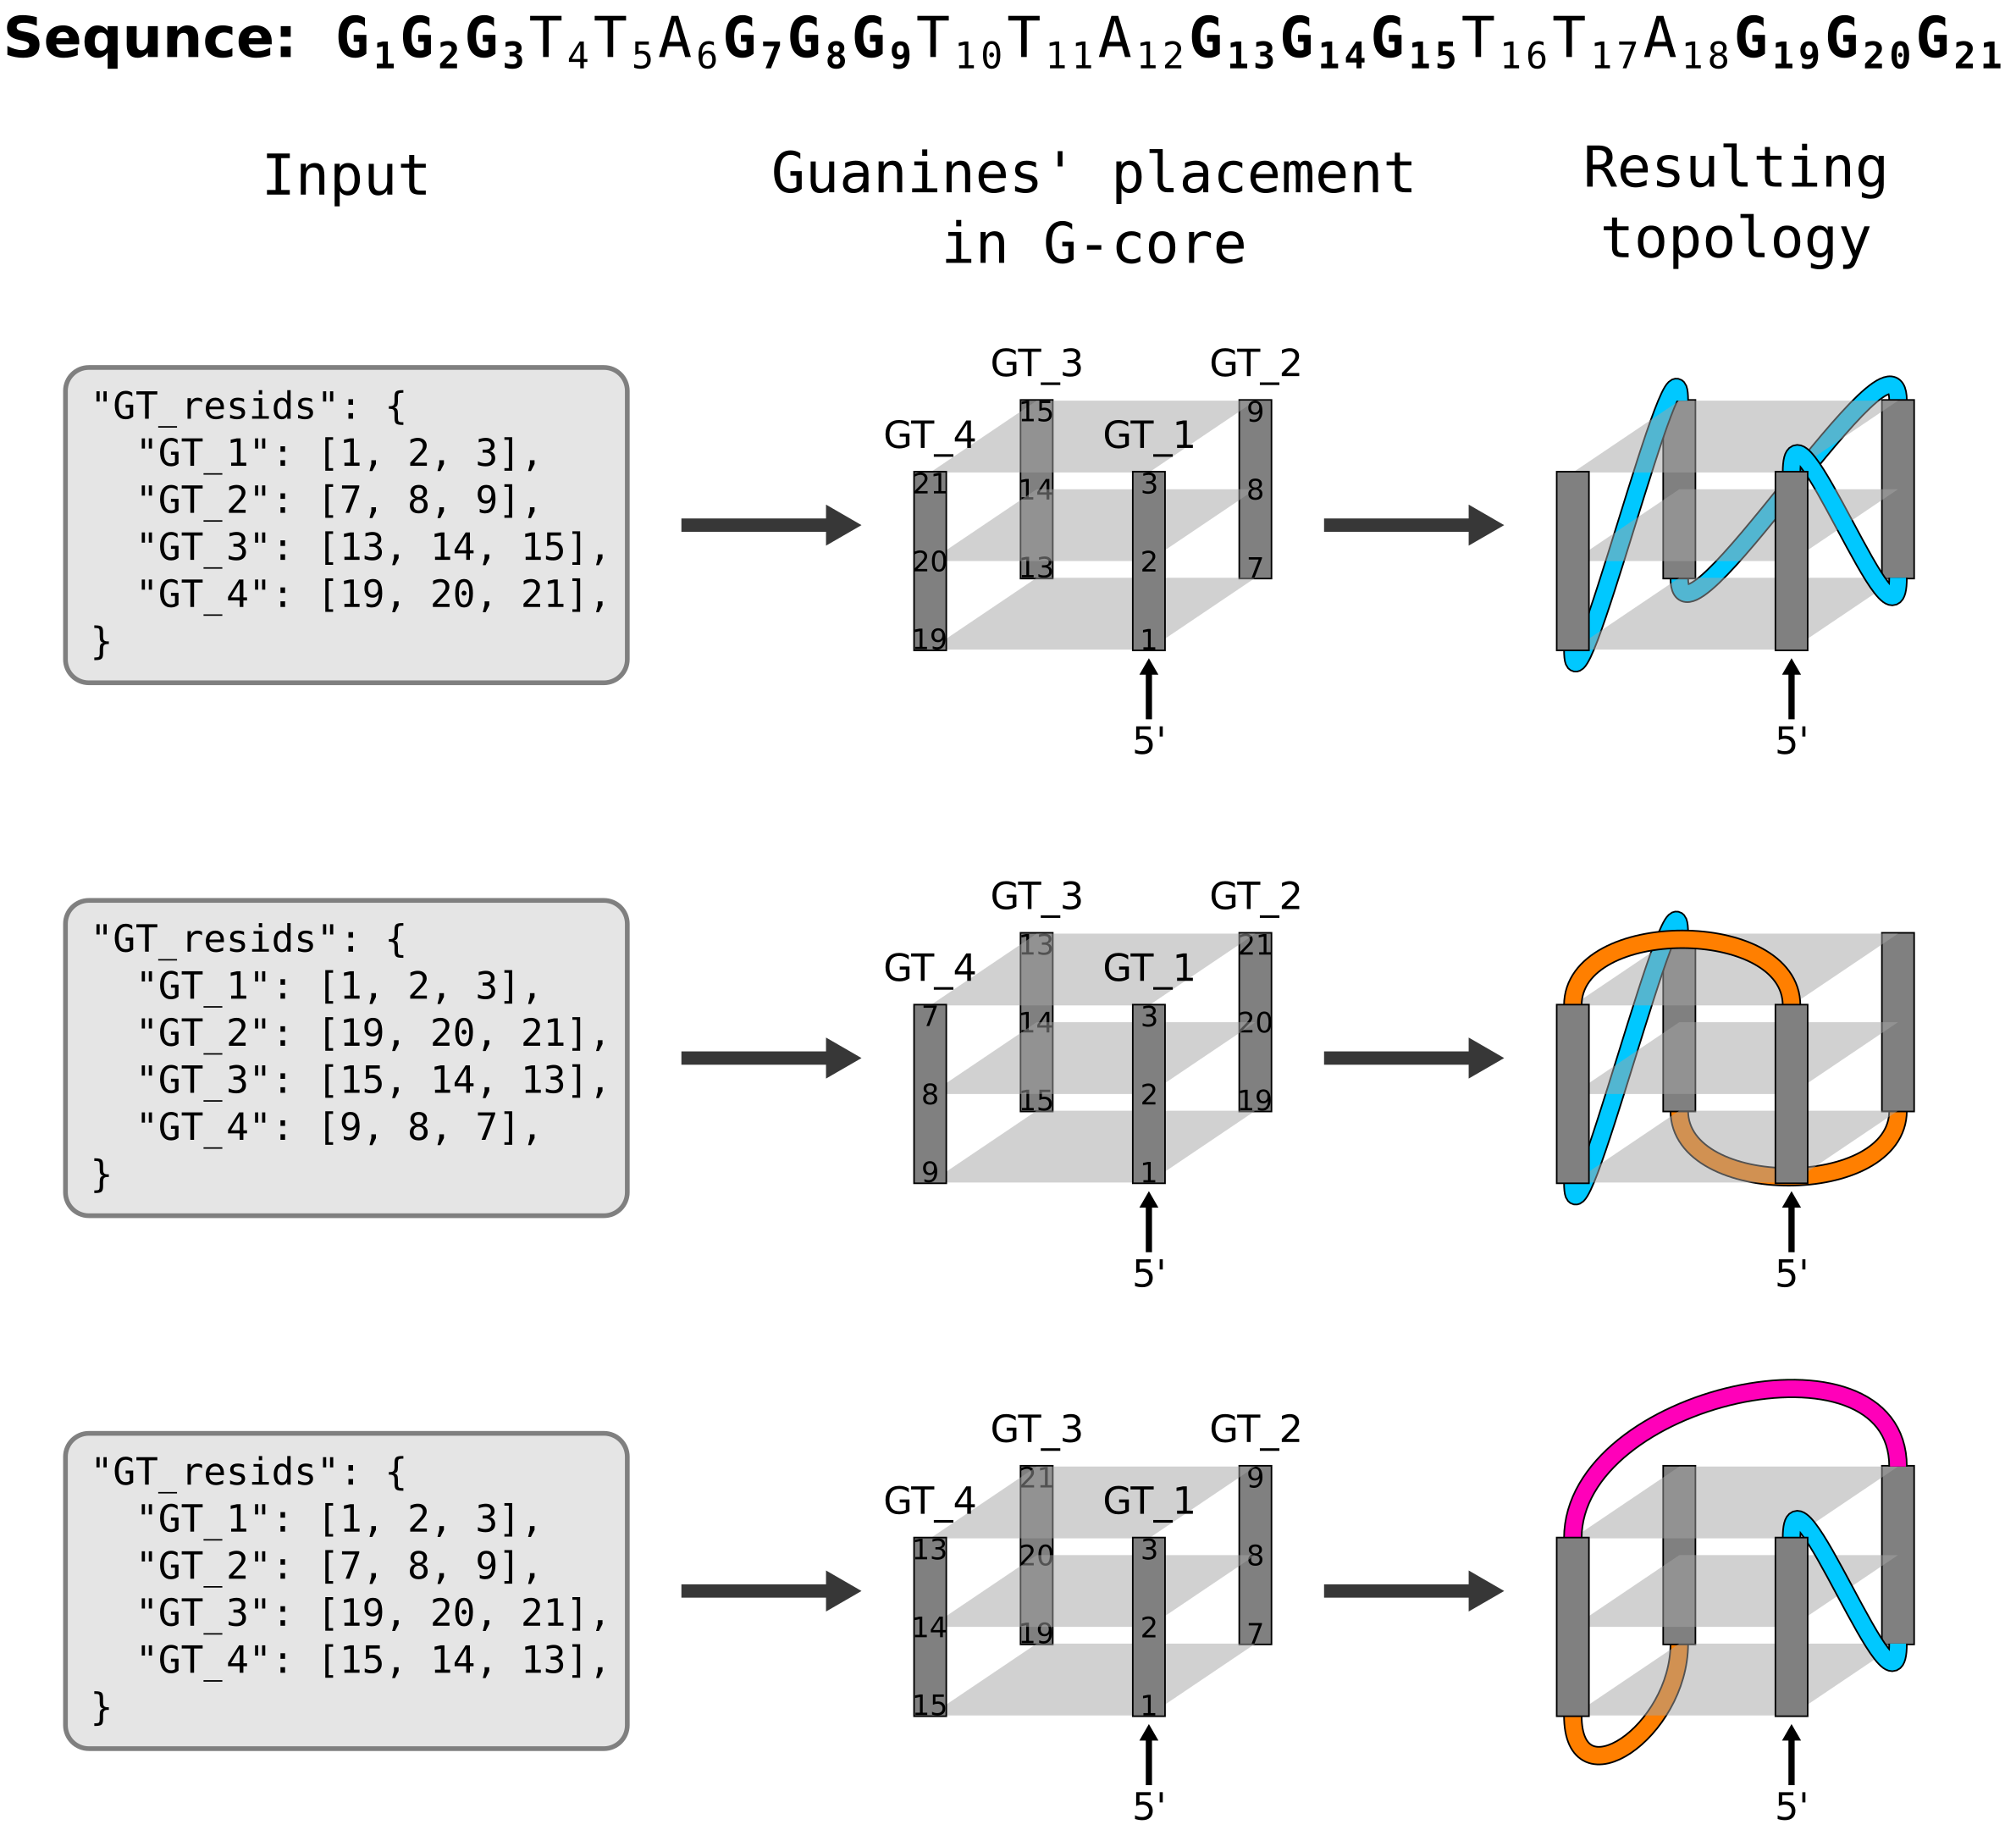 Sequnce: G1G2G3T4T5A6G7G8G9T10T11A12G13G14G15T16T17A18G19G20G21
Input
Guanines' placement
in G-core
Resulting
topology
"GT_resids": {
"GT_1": [1, 2, 3],
"GT_2": [7, 8, 9],
"GT_3": [13, 14, 15],
"GT_4": [19, 20, 21],
}
GT_3 GT_2
15 9
GT_4 GT_1
21 14 3 8
20 13 2 7
19 1
5'
5'
"GT_resids": {
"GT_1": [1, 2, 3],
"GT_2": [19, 20, 21],
"GT_3": [15, 14, 13],
"GT_4": [9, 8, 7],
}
GT_3 GT_2
13 21
GT_4 GT_1
7 14 3 20
8 15 2 19
9 1
5'
5'
"GT_resids": {
"GT_1": [1, 2, 3],
"GT_2": [7, 8, 9],
"GT_3": [19, 20, 21],
"GT_4": [15, 14, 13],
}
GT_3 GT_2
21 9
GT_4 GT_1
13 20 3 8
14 19 2 7
15 1
5'
5'